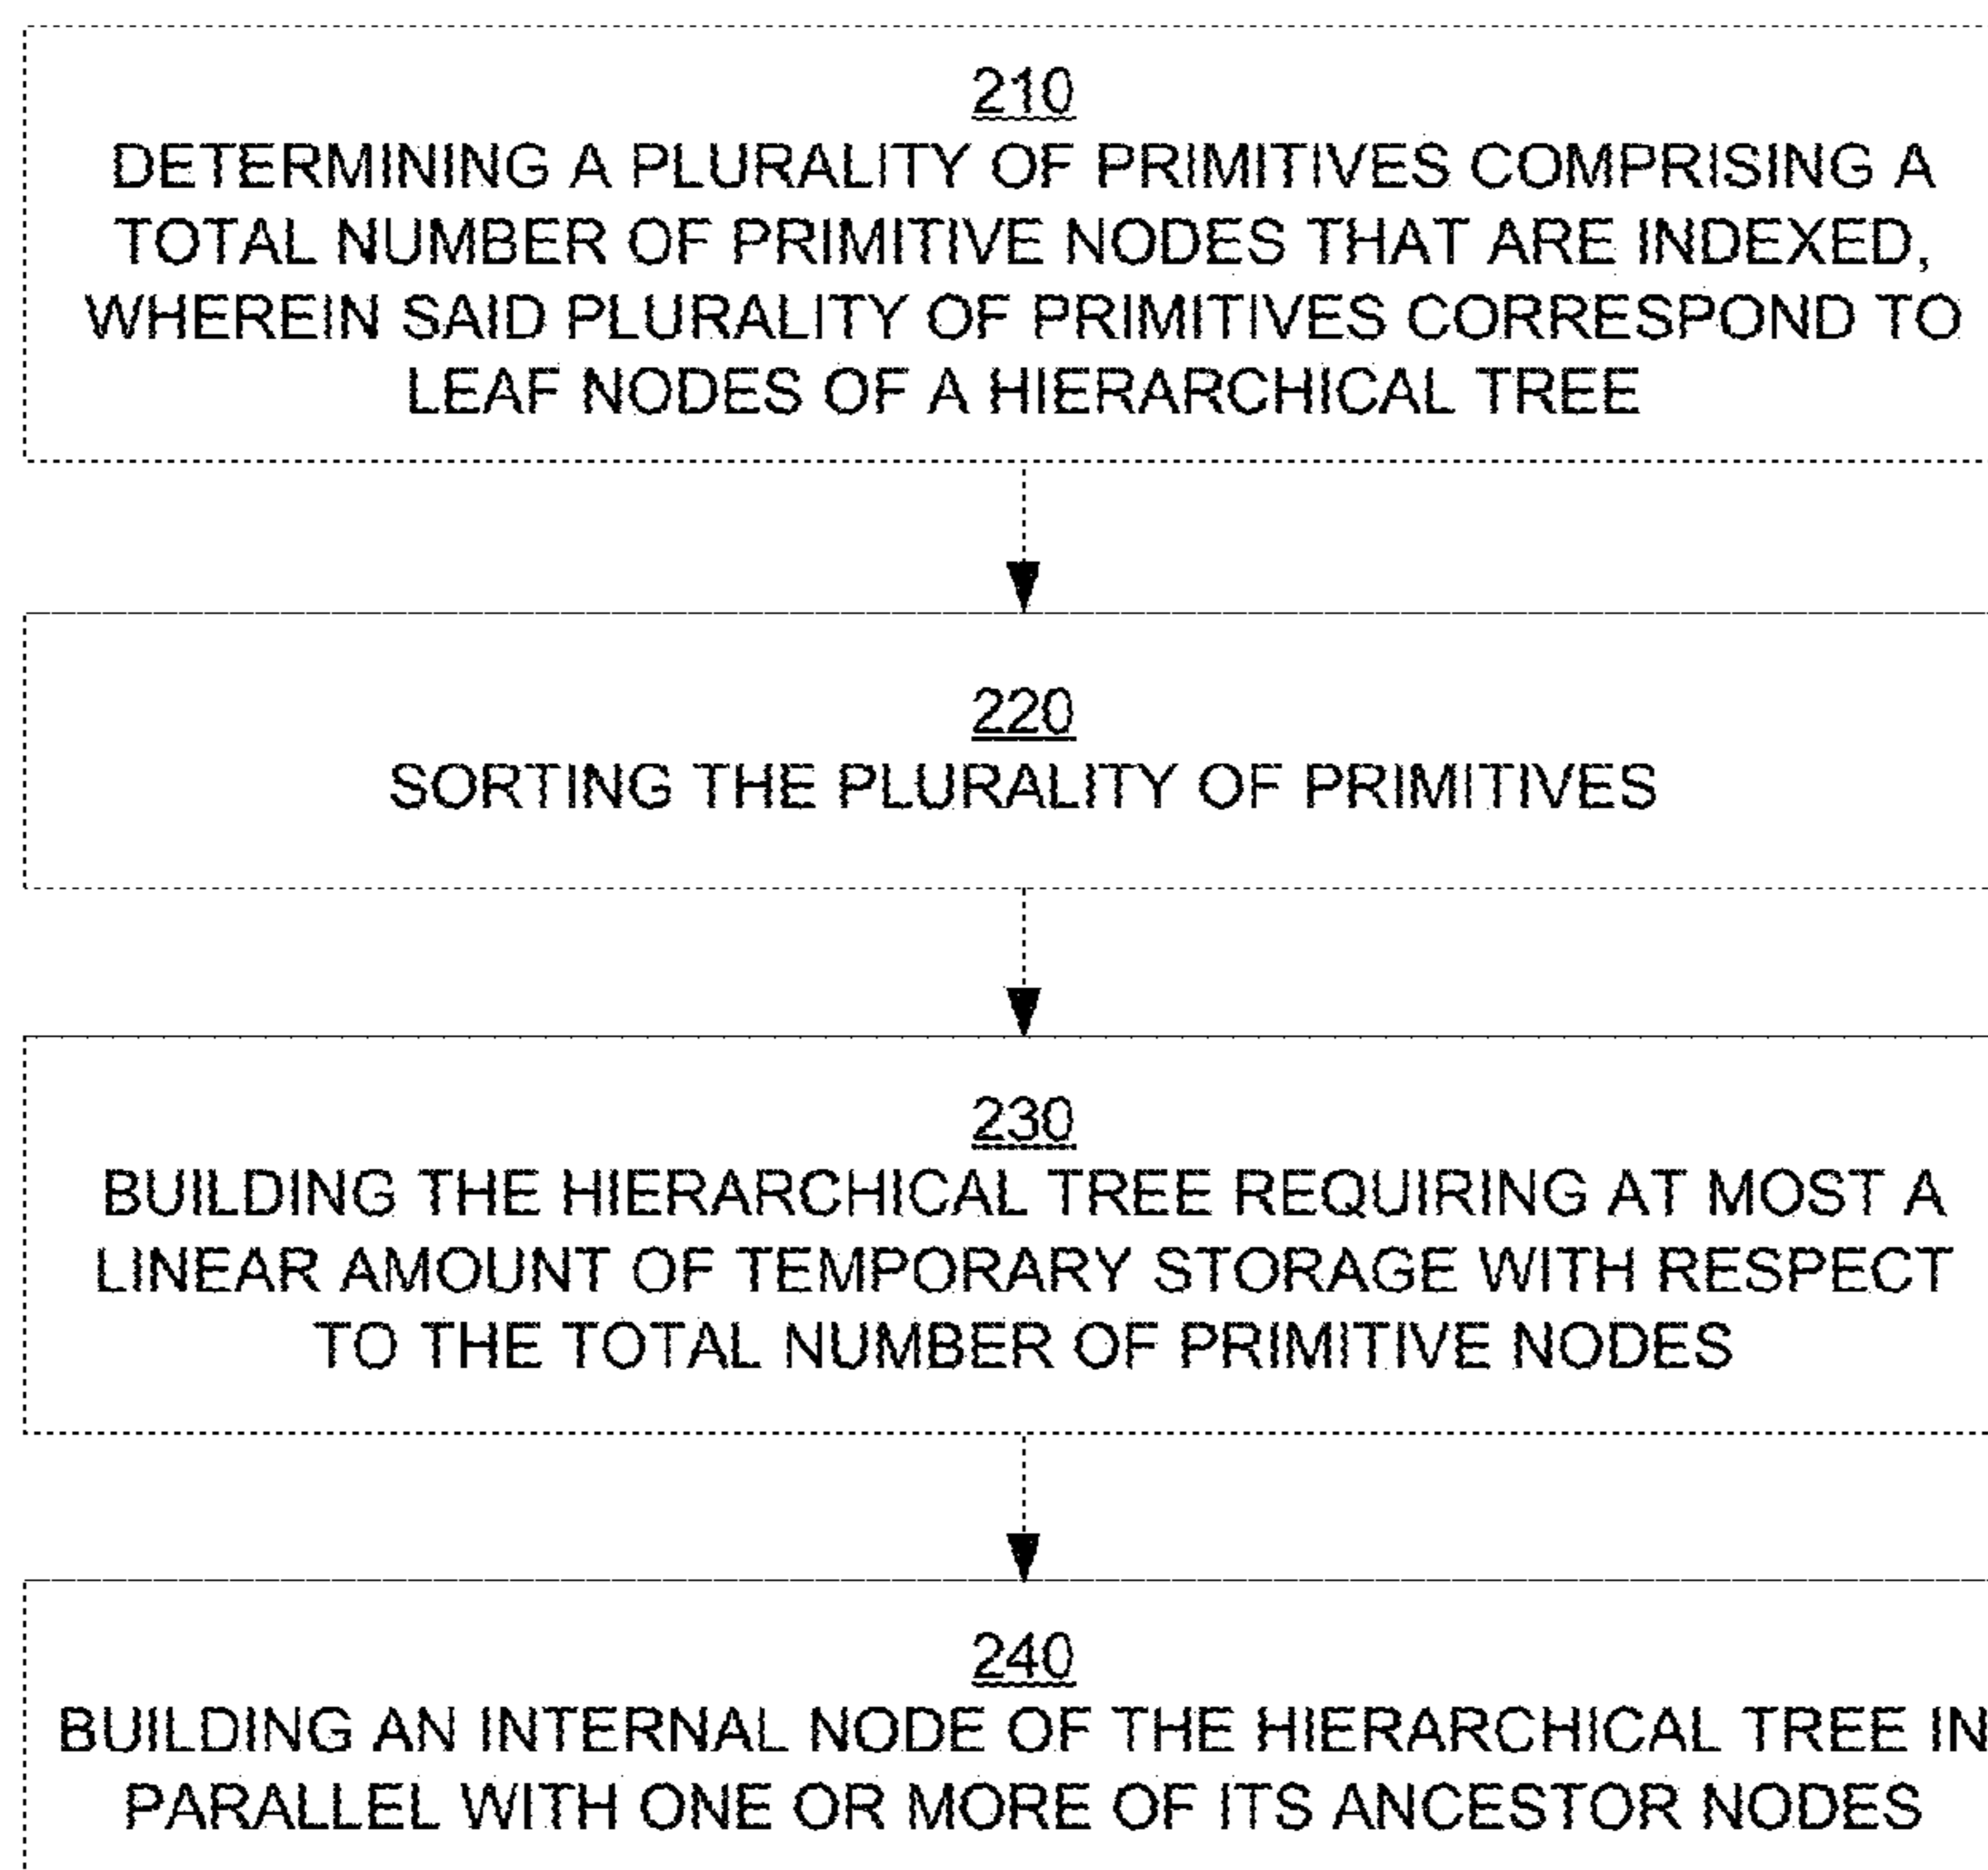 210
DETERMINING A PLURALITY OF PRIMITIVES COMPRISING A
TOTAL NUMBER OF PRIMITIVE NODES THAT ARE INDEXED,
WHEREIN SAID PLURALITY OF PRIMITIVES CORRESPOND TO
LEAF NODES OF A HIERARCHICAL TREE
220
SORTING THE PLURALITY OF PRIMITIVES
230
BUILDING THE HIERARCHICAL TREE REQUIRING AT MOST A
LINEAR AMOUNT OF TEMPORARY STORAGE WITH RESPECT
TO THE TOTAL NUMBER OF PRIMITIVE NODES
240
BUILDING AN INTERNAL NODE OF THE HIERARCHICAL TREE IN
PARALLEL WITH ONE OR MORE OF ITS ANCESTOR NODES